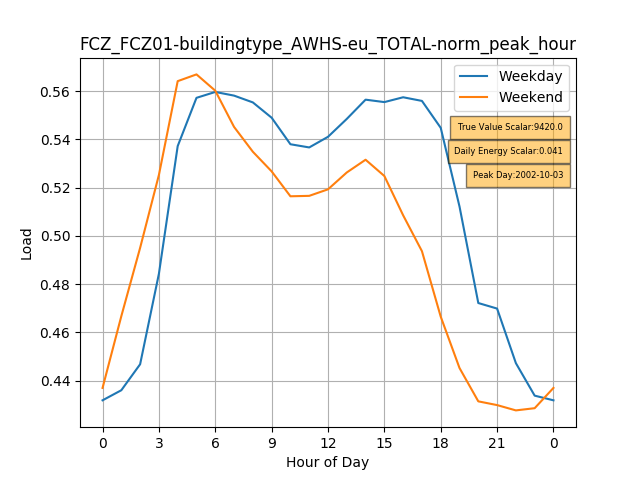 FCZ_FCZ01-buildingtype_AWHS-eu_TOTAL-norm_peak_hour
Weekday
Weekend
True Value Scalar:9420.0
Daily Energy Scalar:0.041
Peak Day:2002-10-03
0.56
0.54
0.52
0.50
0.48
0.46
0.44
Load
0 3 6 9 12 15 18 21 0
Hour of Day